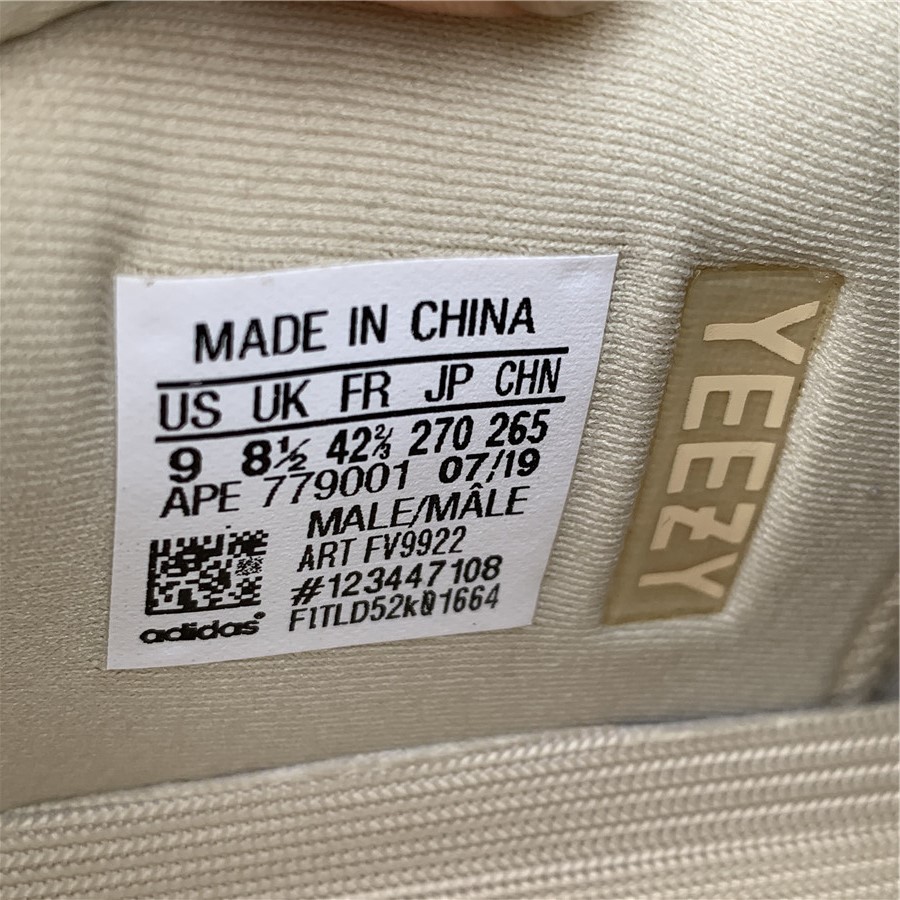 MADE IN CHINA
US UK FR JP CHN
9 8½ 42⅔ 270 265
APE 779001 07/19
MALE/MÂLE
ART FV9922
#123447108
F1TLD52k01664
adidas
YEEZY